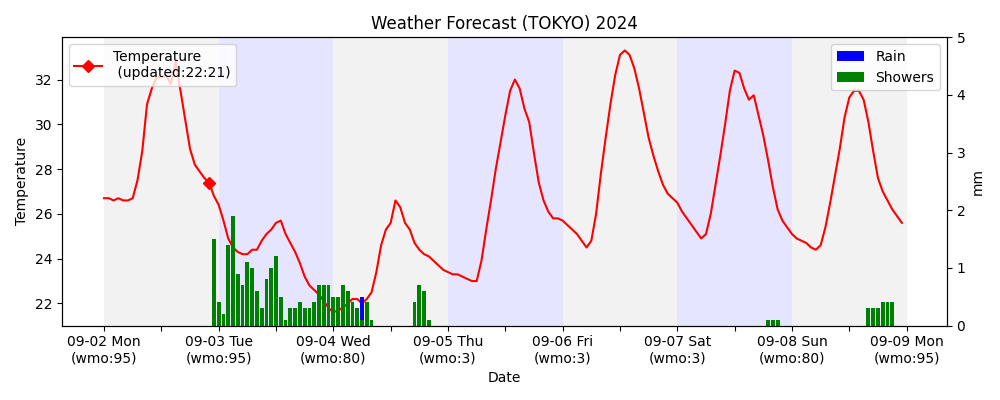 Weather Forecast (TOKYO) 2024
Temperature
(updated:22:21)
Rain
Showers
Temperature
32
30
28
26
24
22
5
4
3
2
1
0
mm
09-02 Mon
(wmo:95)
09-03 Tue
(wmo:95)
09-04 Wed
(wmo:80)
09-05 Thu
(wmo:3)
09-06 Fri
(wmo:3)
09-07 Sat
(wmo:3)
09-08 Sun
(wmo:80)
09-09 Mon
(wmo:95)
Date